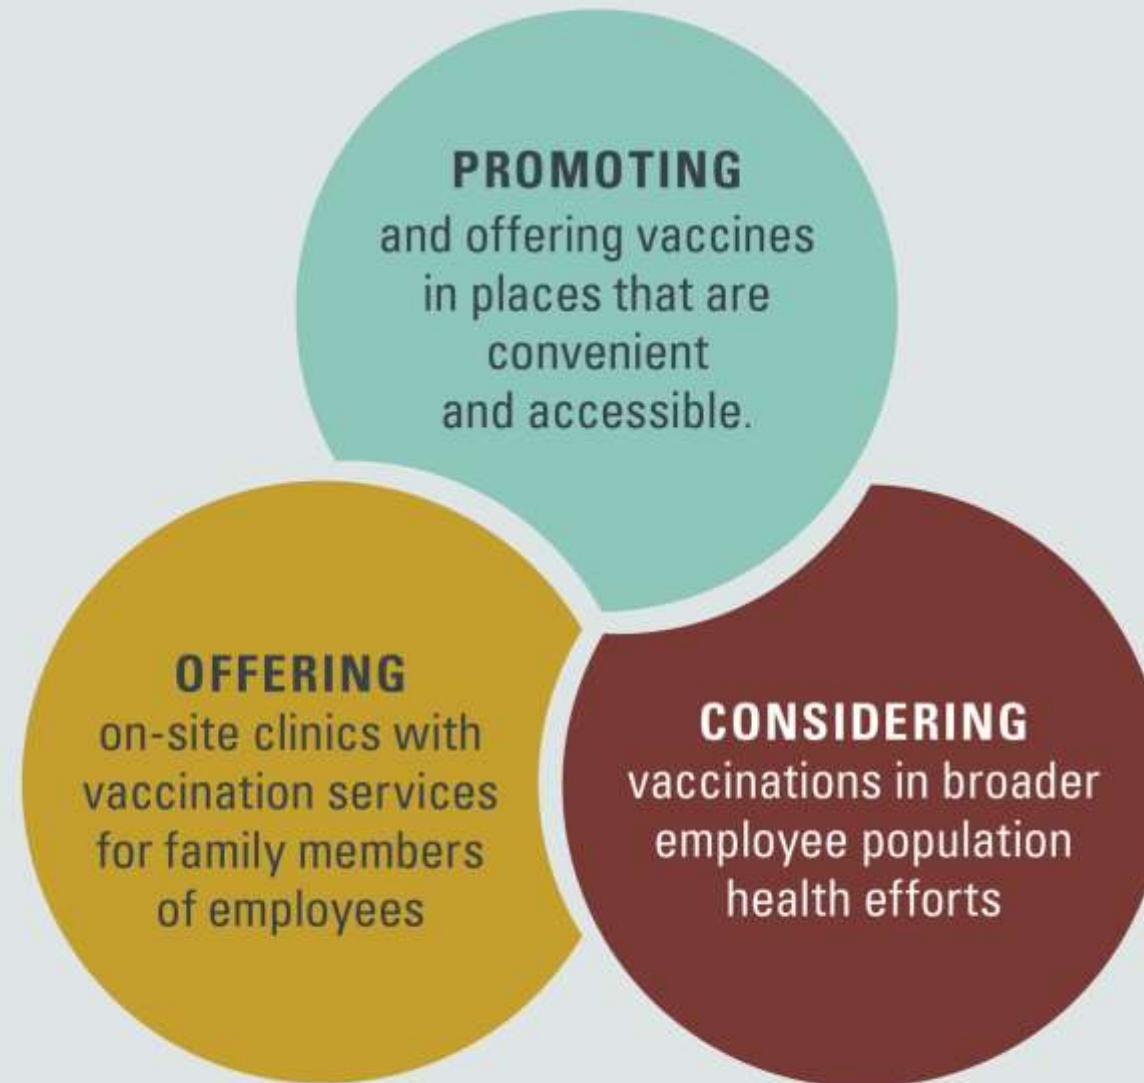 PROMOTING
and offering vaccines
in places that are
convenient
and accessible.
OFFERING
on-site clinics with
vaccination services
for family members
of employees
CONSIDERING
vaccinations in broader
employee population
health efforts